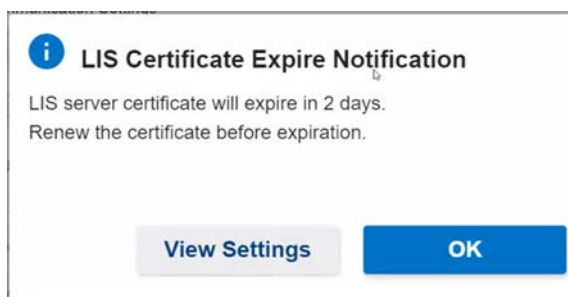 LIS Certificate Expire Notification
LIS server certificate will expire in 2 days.
Renew the certificate before expiration.
View Settings
OK